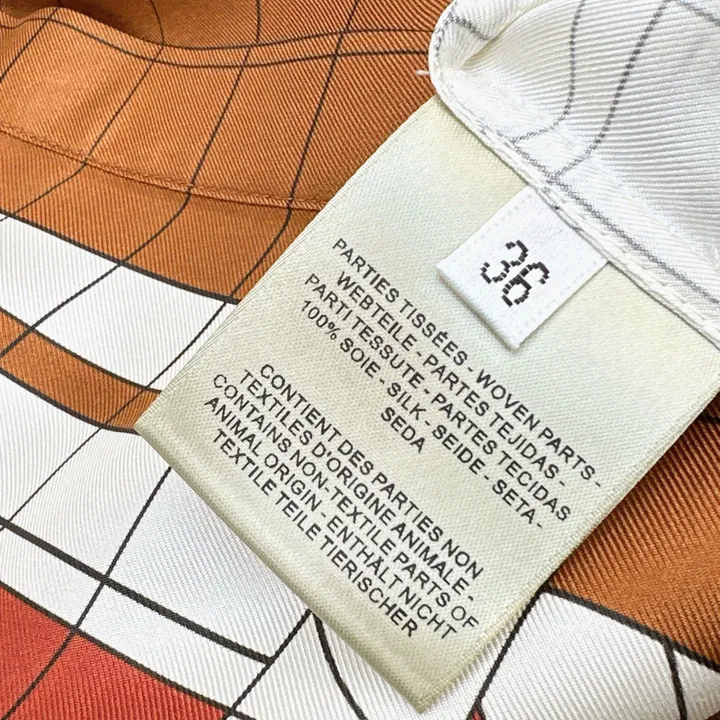 36
PARTIES TISSÉES - WOVEN PARTS -
WEBTEILE - PARTES TEJIDAS -
PARTI TESSUTE - PARTES TECIDAS
100% SOIE - SILK - SEIDE - SETA -
SEDA
CONTIENT DES PARTIES NON
TEXTILES D'ORIGINE ANIMALE -
CONTAINS NON-TEXTILE PARTS OF
ANIMAL ORIGIN - ENTHÄLT NICHT
TEXTILE TEILE TIERISCHER